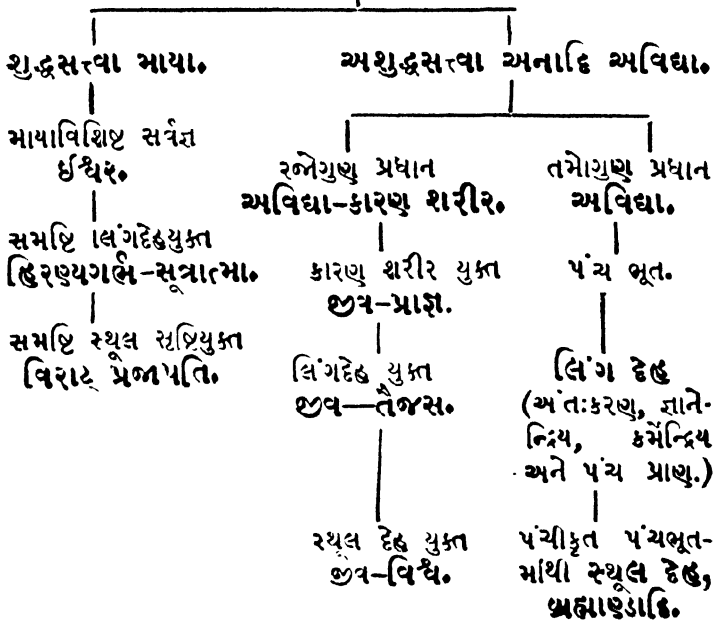 શુદ્ધસત્ત્વા માયા.
માયાવિશિષ્ટ સર્વજ્ઞ
ઈશ્વર.
સમષ્ટિ લિંગદેહયુક્ત
હિરણ્યગર્ભ-સૂત્રાત્મા.
સમષ્ટિ સ્થૂલ સૃષ્ટિયુક્ત
વિરાટ્ પ્રજાપતિ.
અશુદ્ધસત્ત્વા અનાદિ અવિદ્યા.
રજોગુણ પ્રધાન
અવિદ્યા-કારણ શરીર.
કારણ શરીર યુક્ત
જીવ-પ્રાજ્ઞ.
લિંગદેહ યુક્ત
જીવ—તૈજસ.
સ્થૂલ દેહ યુક્ત
જીવ-વિશ્વ.
તમોગુણ પ્રધાન
અવિદ્યા.
પંચ ભૂત.
લિંગ દેહ
(અંતઃકરણ, જ્ઞાને-
ન્દ્રિય, કર્મેન્દ્રિય
અને પંચ પ્રાણ.)
પંચીકૃત પંચભૂત-
માંથી સ્થૂલ દેહ,
બ્રહ્માણ્ડાદિ.